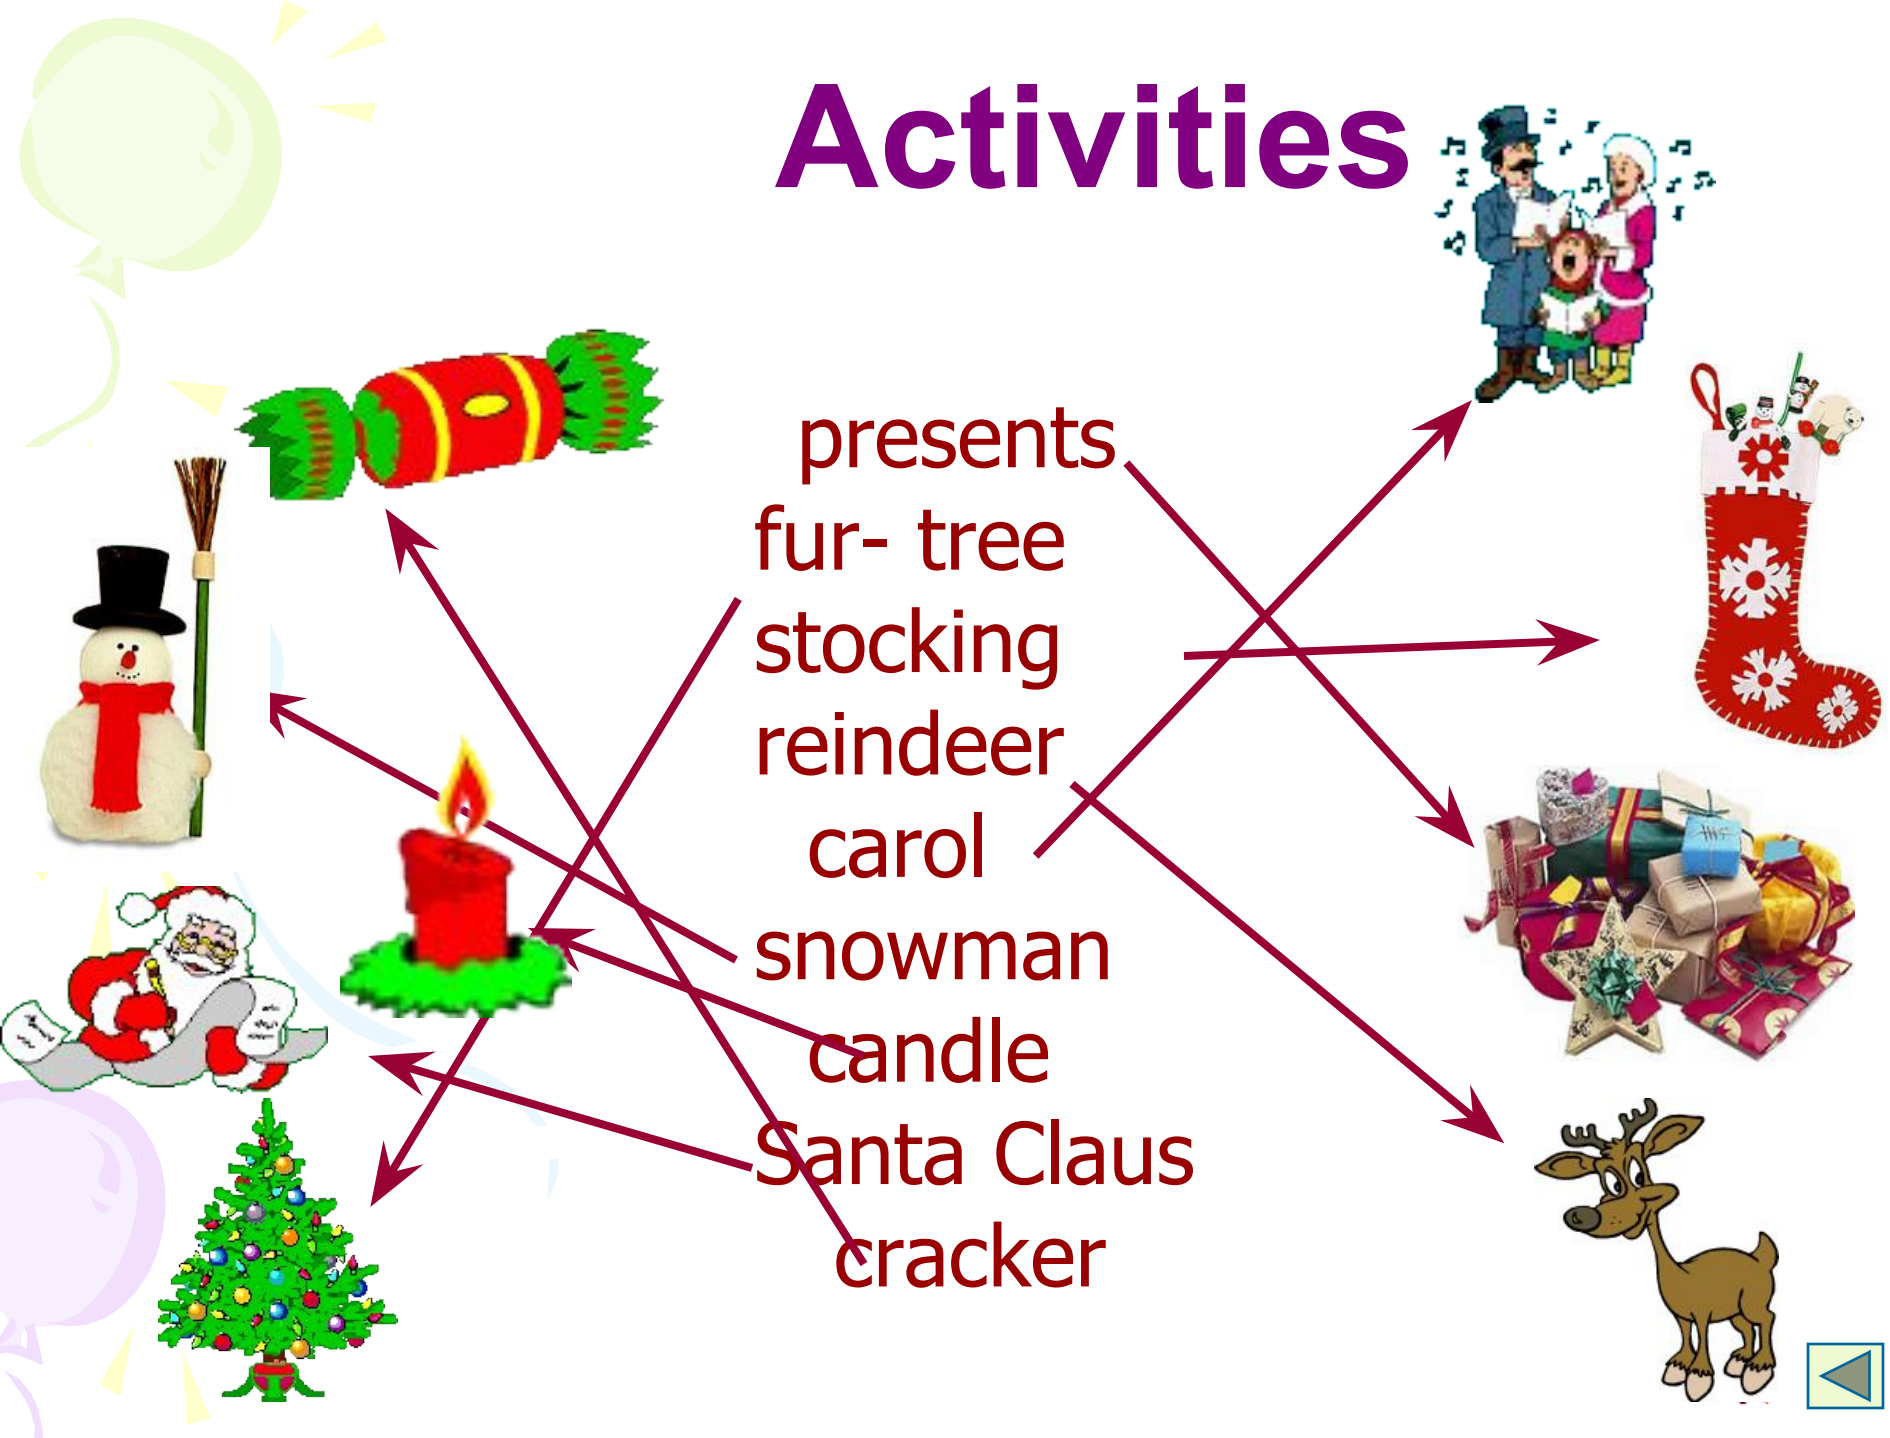 Activities
presents
fur- tree
stocking
reindeer
carol
snowman
candle
Santa Claus
cracker